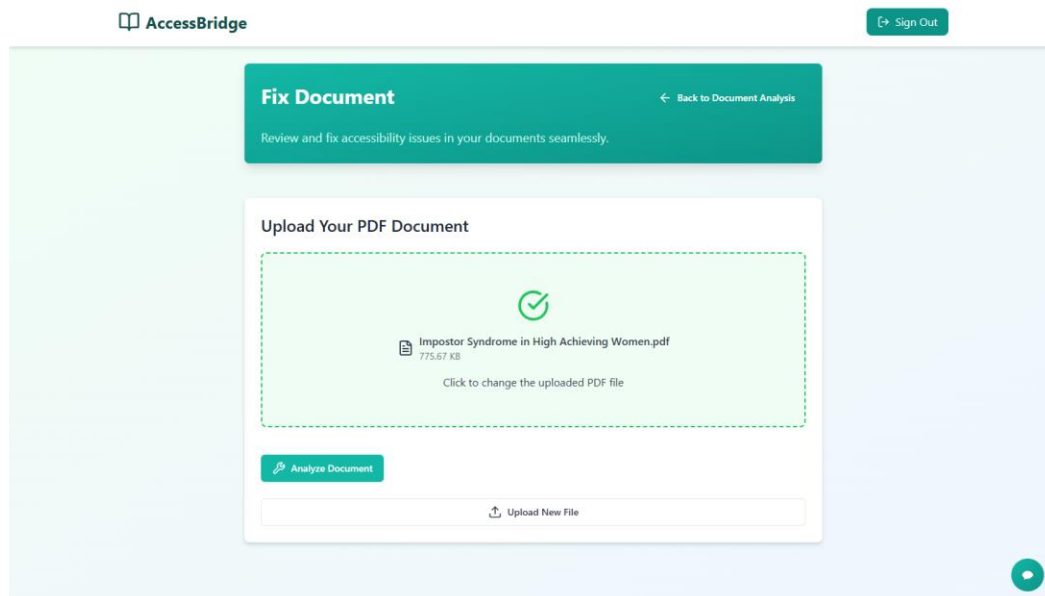 AccessBridge
Sign Out
Fix Document
Back to Document Analysis
Review and fix accessibility issues in your documents seamlessly.
Upload Your PDF Document
Impostor Syndrome in High Achieving Women.pdf
775.67 KB
Click to change the uploaded PDF file
Analyze Document
Upload New File